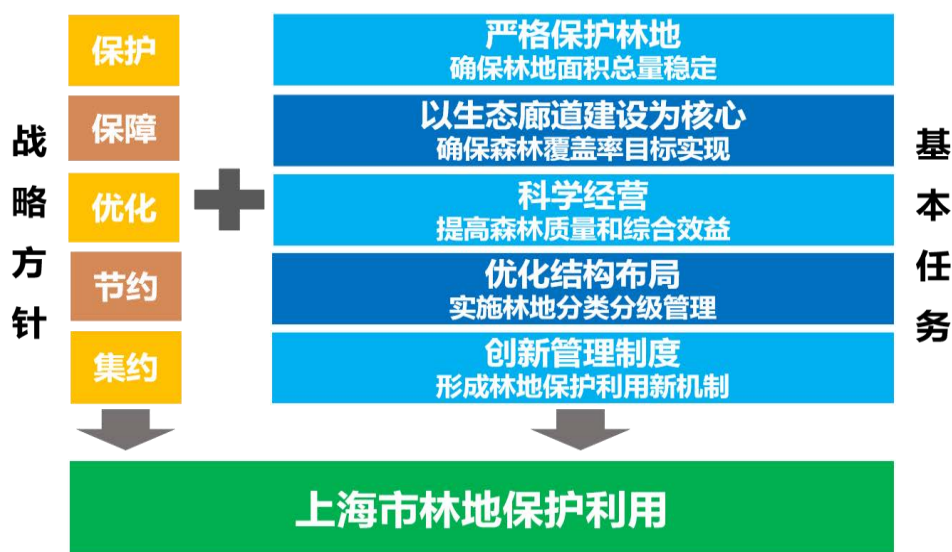 战略方针
保护
保障
优化
节约
集约
严格保护林地
确保林地面积总量稳定
以生态廊道建设为核心
确保森林覆盖率目标实现
科学经营
提高森林质量和综合效益
优化结构布局
实施林地分类分级管理
创新管理制度
形成林地保护利用新机制
基本任务
上海市林地保护利用